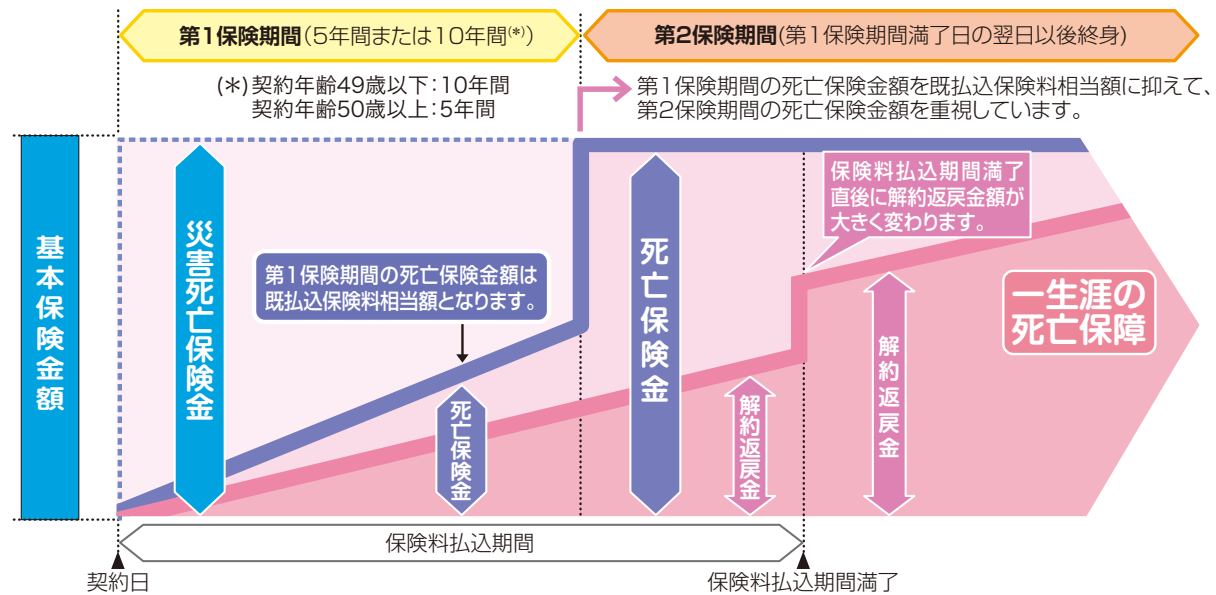 第1保険期間(5年間または10年間(*))
第2保険期間(第1保険期間満了日の翌日以後終身)
(*)契約年齢49歳以下:10年間
契約年齢50歳以上:5年間
第1保険期間の死亡保険金額を既払込保険料相当額に抑えて、
第2保険期間の死亡保険金額を重視しています。
基本保険金額
災害死亡保険金
第1保険期間の死亡保険金額は
既払込保険料相当額となります。
死亡保険金
死亡保険金
保険料払込期間満了
直後に解約返戻金額が
大きく変わります。
解約返戻金
解約返戻金
一生涯の
死亡保障
保険料払込期間
契約日
保険料払込期間満了